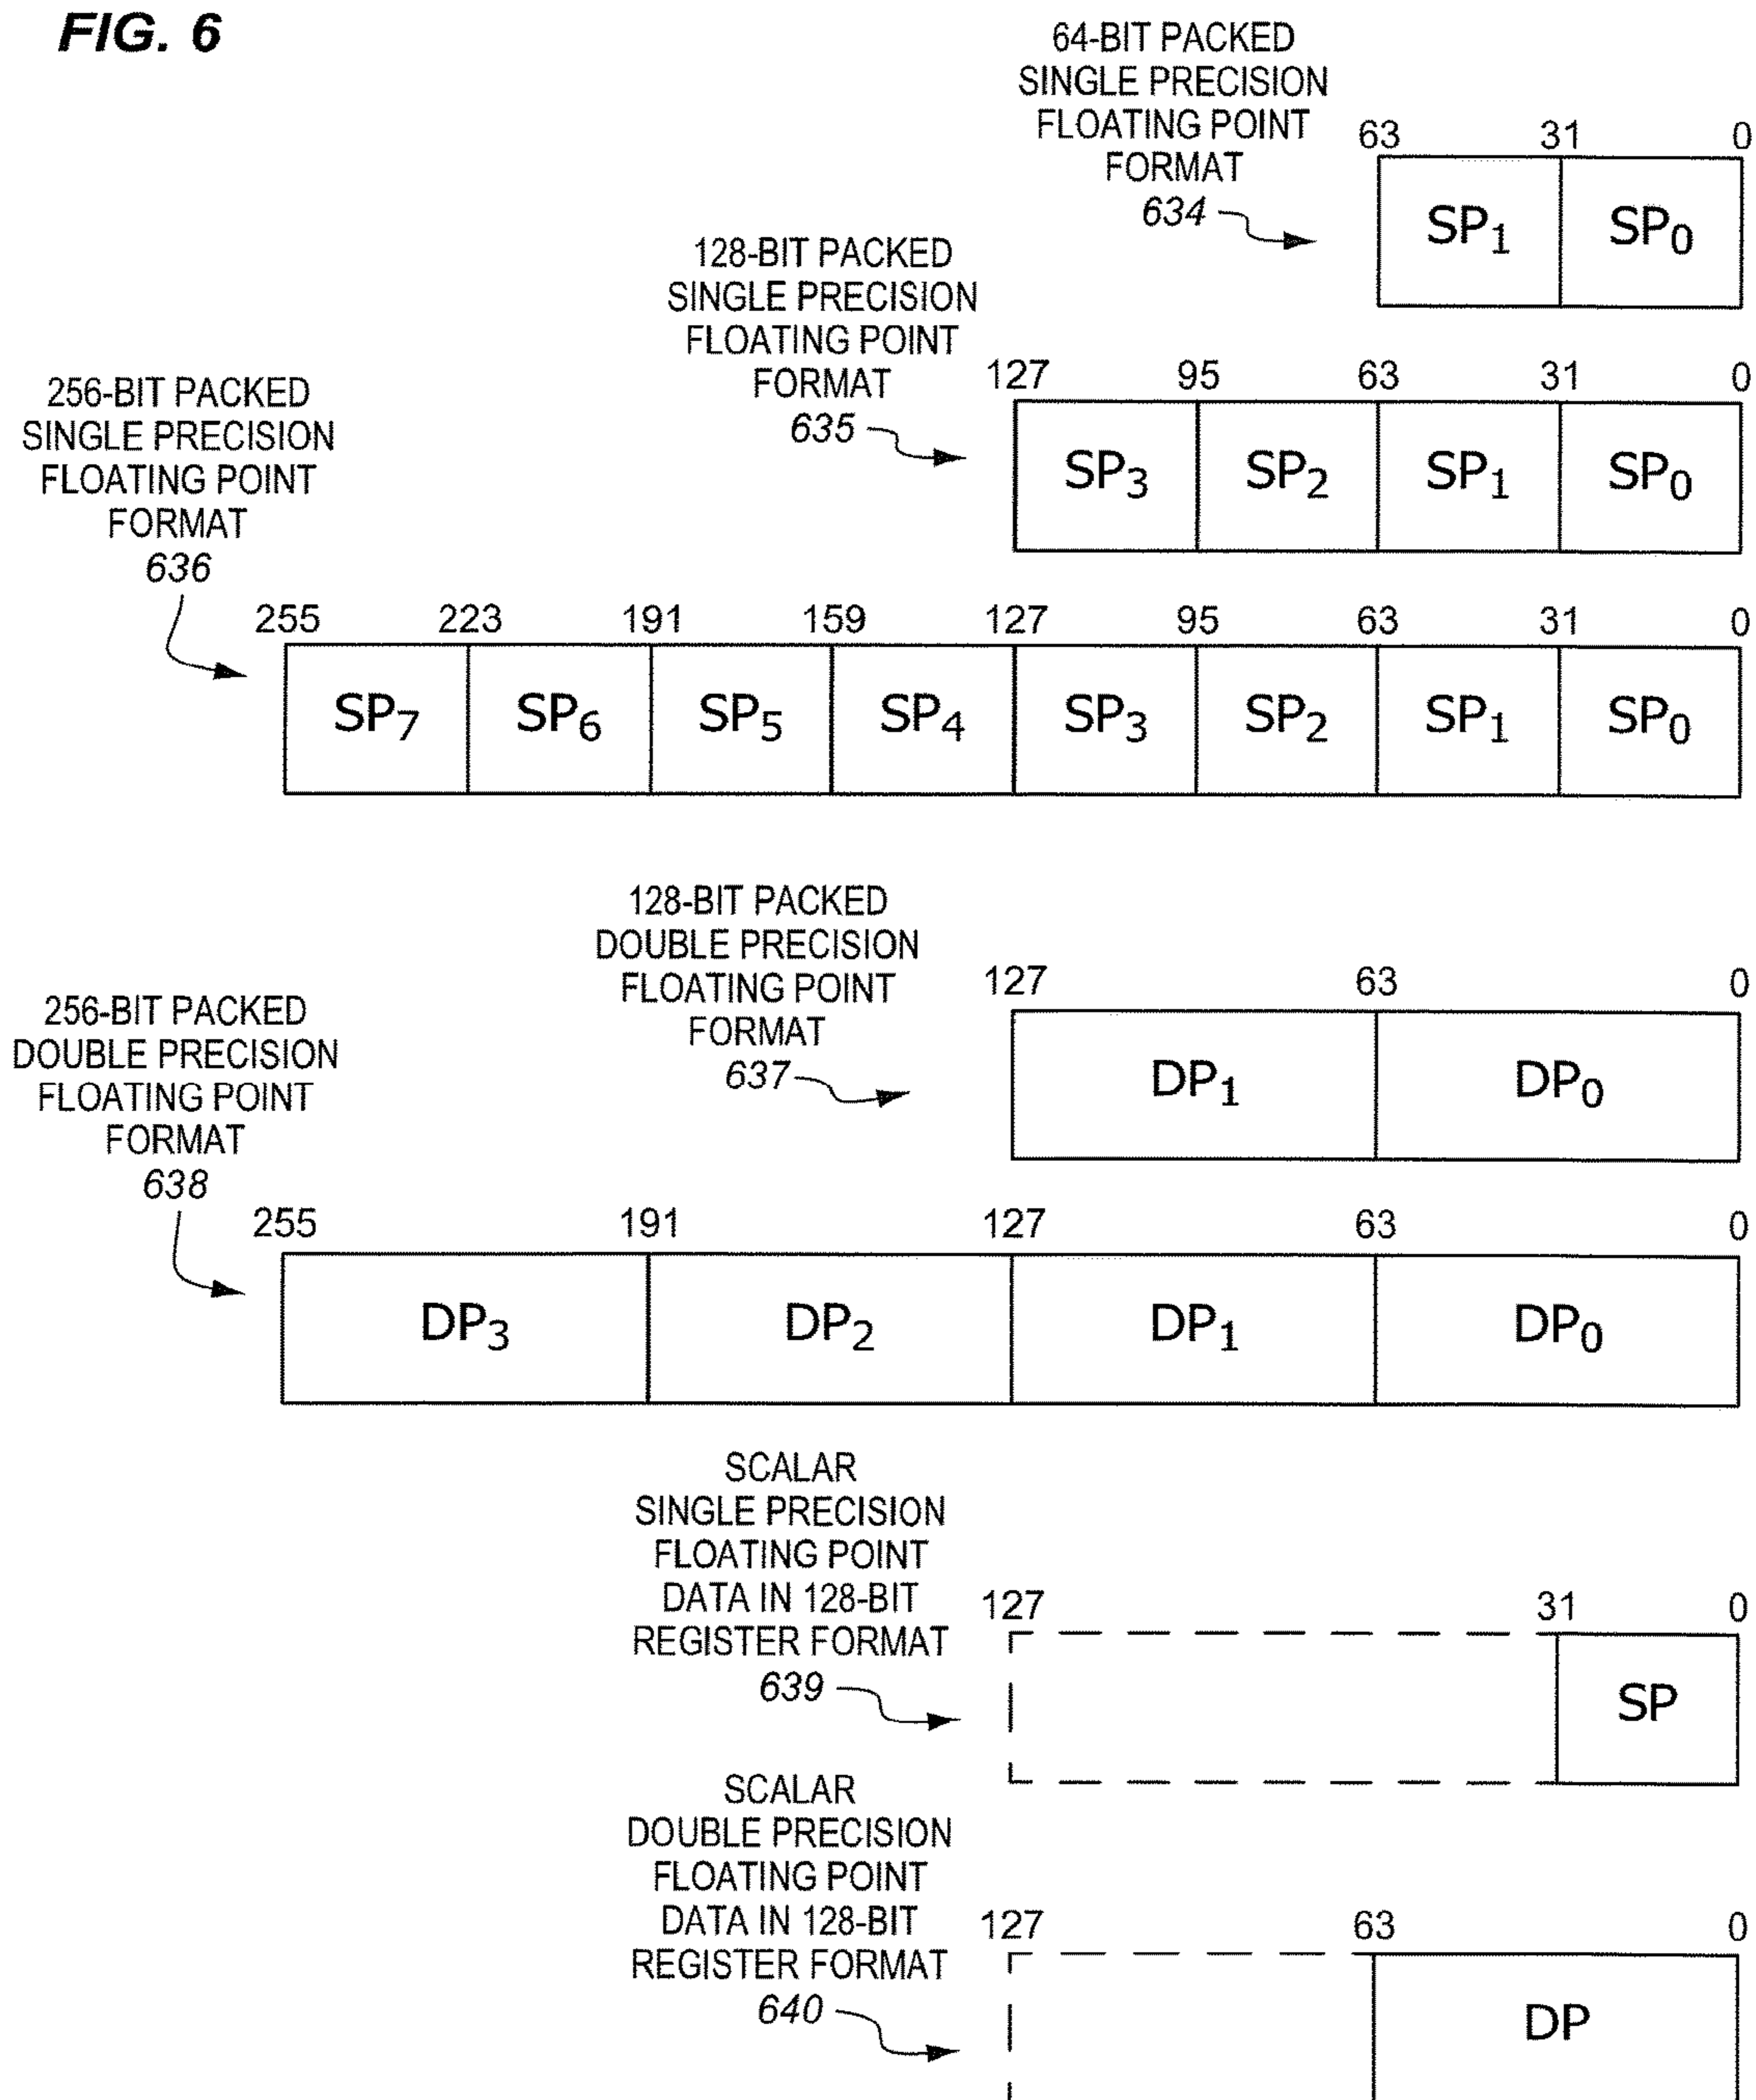 FIG. 6
64-BIT PACKED
SINGLE PRECISION
FLOATING POINT
FORMAT
634
63 31 0
SP1 SP0
128-BIT PACKED
SINGLE PRECISION
FLOATING POINT
FORMAT
635
127 95 63 31 0
SP3 SP2 SP1 SP0
256-BIT PACKED
SINGLE PRECISION
FLOATING POINT
FORMAT
636
255 223 191 159 127 95 63 31 0
SP7 SP6 SP5 SP4 SP3 SP2 SP1 SP0
128-BIT PACKED
DOUBLE PRECISION
FLOATING POINT
FORMAT
637
127 63 0
DP1 DP0
256-BIT PACKED
DOUBLE PRECISION
FLOATING POINT
FORMAT
638
255 191 127 63 0
DP3 DP2 DP1 DP0
SCALAR
SINGLE PRECISION
FLOATING POINT
DATA IN 128-BIT
REGISTER FORMAT
639
127 31 0
SP
SCALAR
DOUBLE PRECISION
FLOATING POINT
DATA IN 128-BIT
REGISTER FORMAT
640
127 63 0
DP